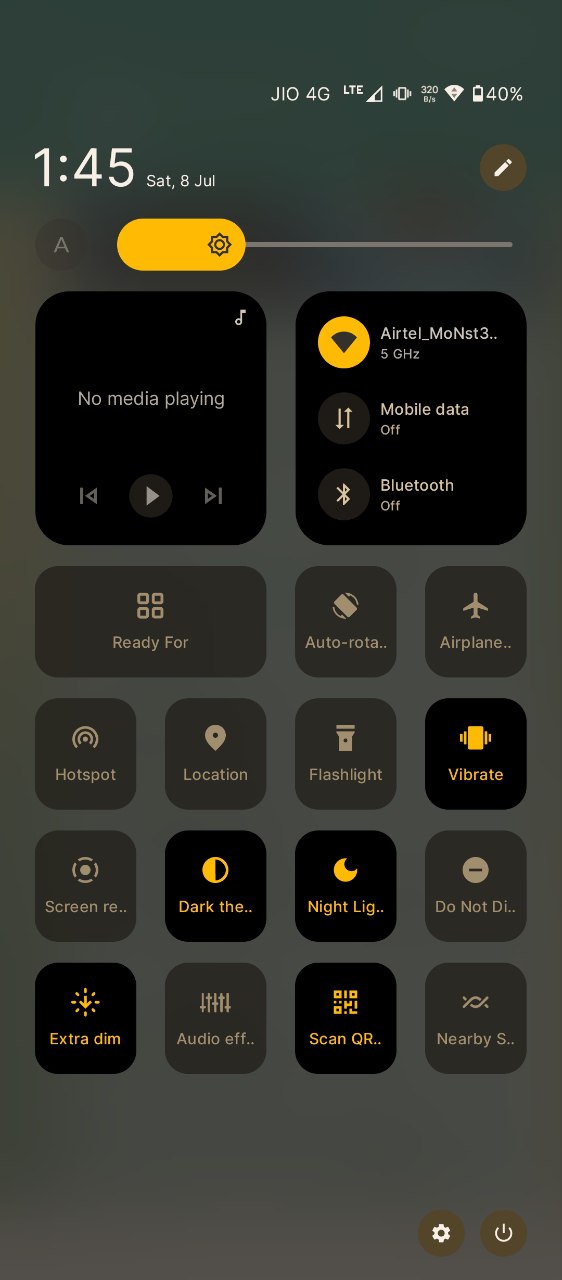 JIO 4G LTE 320 B/s 40%
1:45 Sat, 8 Jul
A
No media playing
Airtel_MoNst3..
5 GHz
Mobile data
Off
Bluetooth
Off
Ready For
Auto-rota..
Airplane..
Hotspot
Location
Flashlight
Vibrate
Screen re..
Dark the..
Night Lig..
Do Not Di..
Extra dim
Audio eff..
Scan QR..
Nearby S..